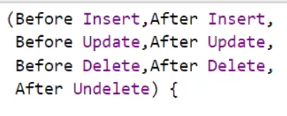 (Before Insert,After Insert,
Before Update,After Update,
Before Delete,After Delete,
After Undelete) {